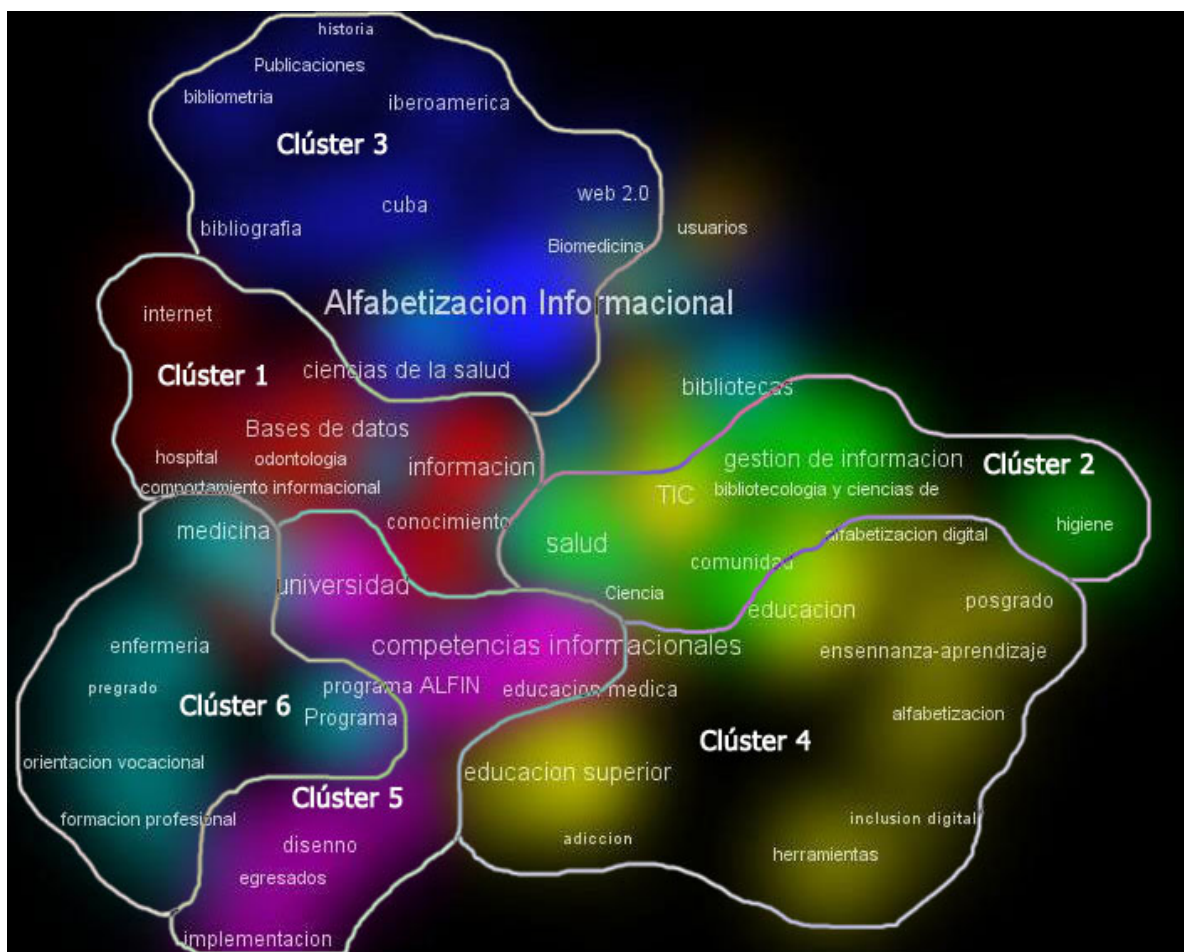 historia
Publicaciones
bibliometria
iberoamerica
Clúster 3
web 2.0
cuba
bibliografia
usuarios
Biomedicina
Alfabetizacion Informacional
internet
Clúster 1
ciencias de la salud
bibliotecas
Bases de datos
hospital
odontologia
informacion
gestion de informacion
Clúster 2
comportamiento informacional
TIC
bibliotecologia y ciencias de
medicina
conocimiento
salud
alfabetizacion digital
higiene
comunidad
universidad
Ciencia
educacion
posgrado
enfermeria
competencias informacionales
ensennanza-aprendizaje
pregrado
programa ALFIN
educacion medica
Clúster 6
Programa
alfabetizacion
Clúster 4
orientacion vocacional
educacion superior
Clúster 5
formacion profesional
disenno
adiccion
inclusion digital
herramientas
egresados
implementacion